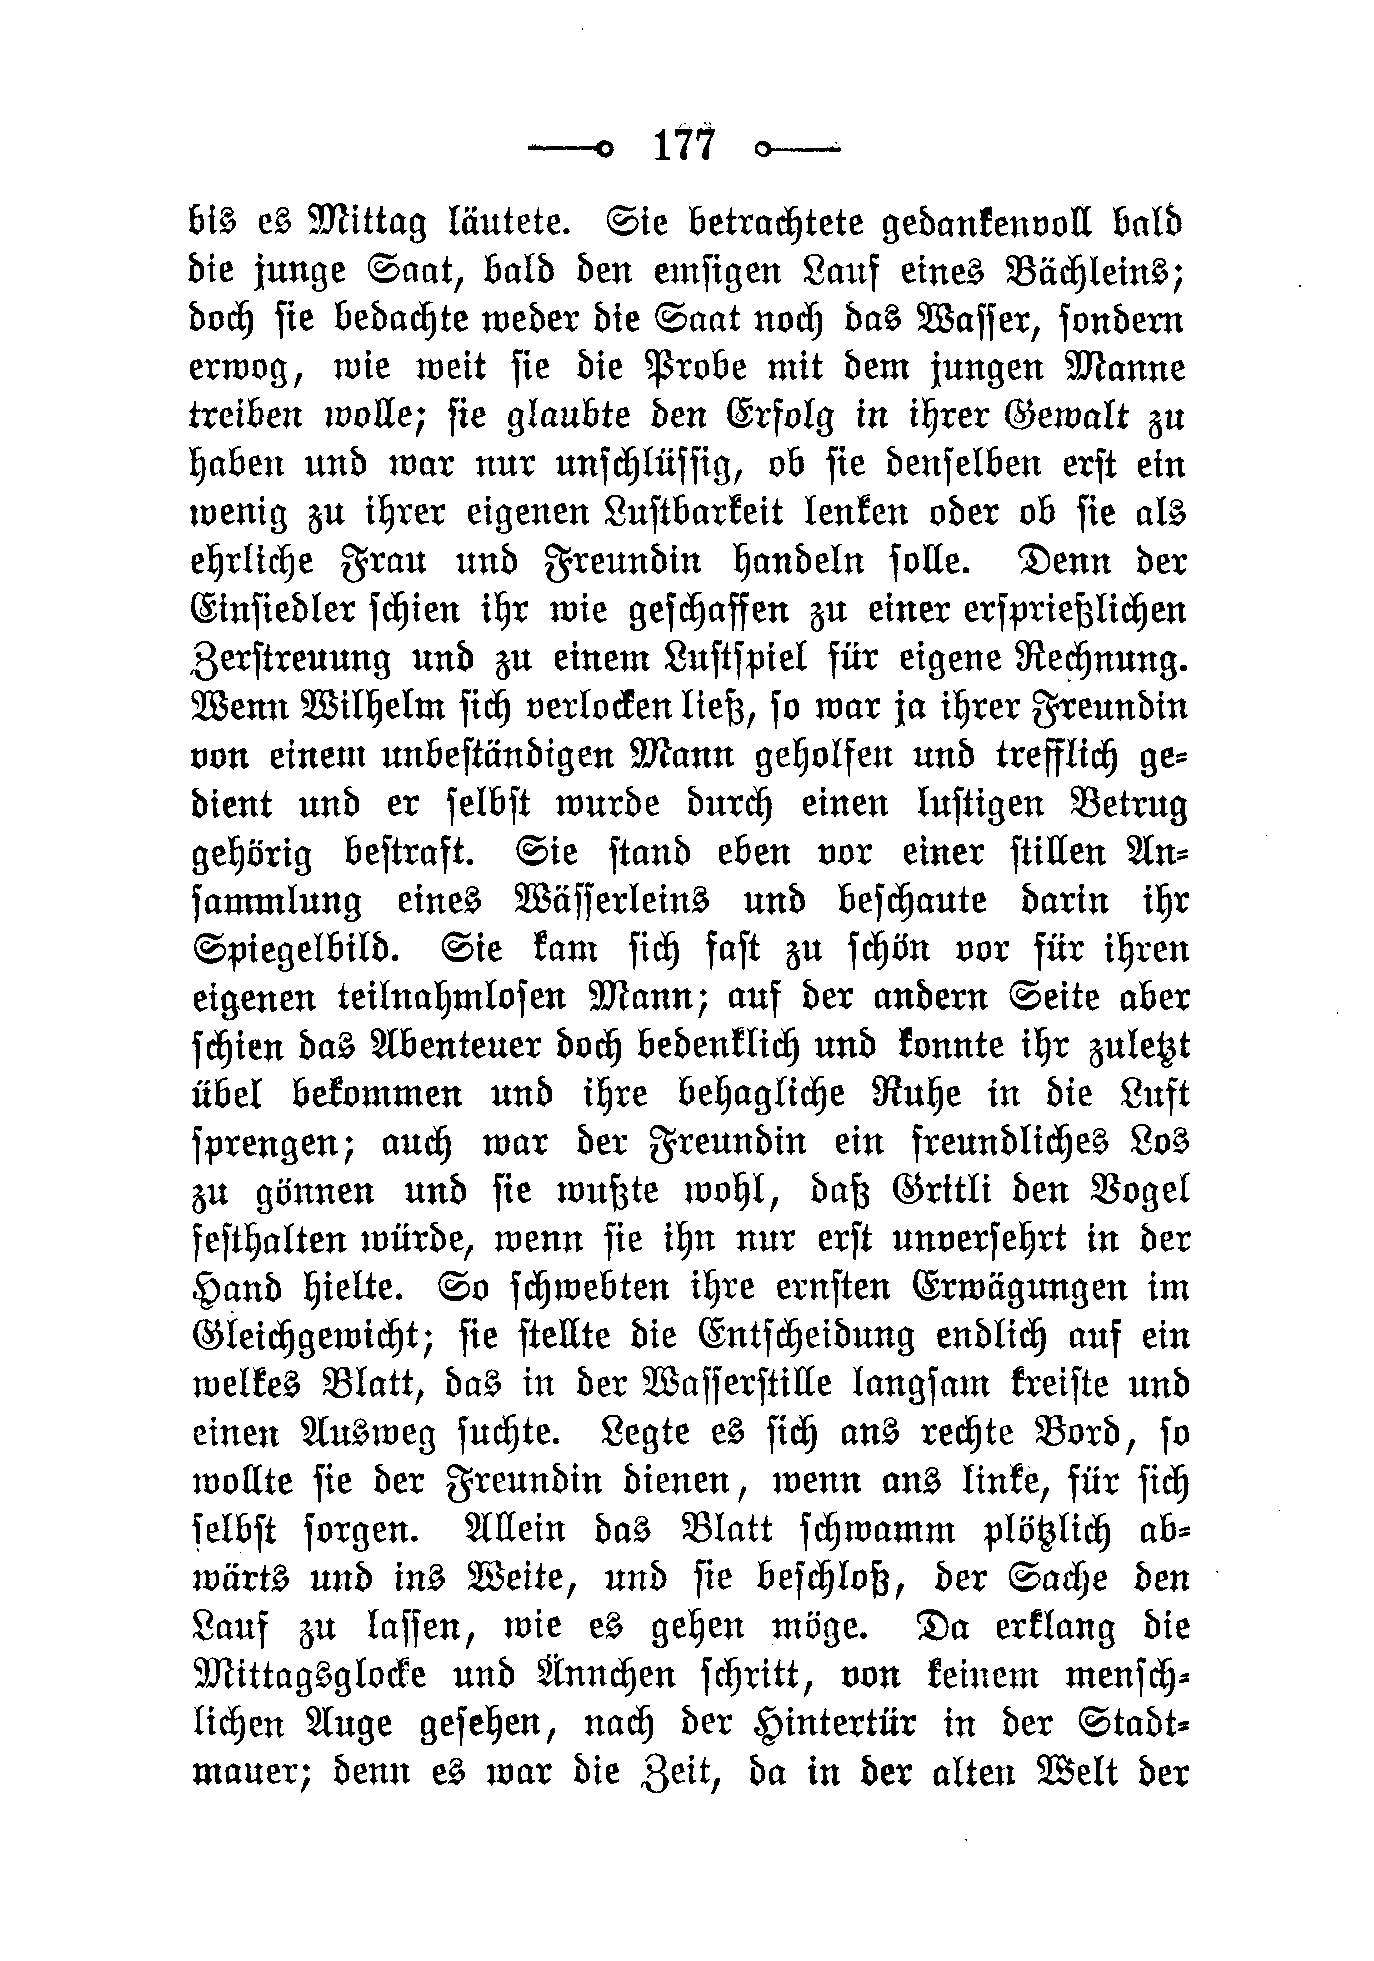 177
bis es Mittag läutete. Sie betrachtete gedankenvoll bald
die junge Saat, bald den emsigen Lauf eines Bächleins;
doch sie bedachte weder die Saat noch das Wasser, sondern
erwog, wie weit sie die Probe mit dem jungen Manne
treiben wolle; sie glaubte den Erfolg in ihrer Gewalt zu
haben und war nur unschlüssig, ob sie denselben erst ein
wenig zu ihrer eigenen Lustbarkeit lenken oder ob sie als
ehrliche Frau und Freundin handeln solle. Denn der
Einsiedler schien ihr wie geschaffen zu einer ersprießlichen
Zerstreuung und zu einem Lustspiel für eigene Rechnung.
Wenn Wilhelm sich verlocken ließ, so war ja ihrer Freundin
von einem unbeständigen Mann geholfen und trefflich ge=
dient und er selbst wurde durch einen lustigen Betrug
gehörig bestraft. Sie stand eben vor einer stillen An=
sammlung eines Wässerleins und beschaute darin ihr
Spiegelbild. Sie kam sich fast zu schön vor für ihren
eigenen teilnahmlosen Mann; auf der andern Seite aber
schien das Abenteuer doch bedenklich und konnte ihr zuletzt
übel bekommen und ihre behagliche Ruhe in die Luft
sprengen; auch war der Freundin ein freundliches Los
zu gönnen und sie wußte wohl, daß Gritli den Vogel
festhalten würde, wenn sie ihn nur erst unversehrt in der
Hand hielte. So schwebten ihre ernsten Erwägungen im
Gleichgewicht; sie stellte die Entscheidung endlich auf ein
welkes Blatt, das in der Wasserstille langsam kreiste und
einen Ausweg suchte. Legte es sich ans rechte Bord, so
wollte sie der Freundin dienen, wenn ans linke, für sich
selbst sorgen. Allein das Blatt schwamm plötzlich ab=
wärts und ins Weite, und sie beschloß, der Sache den
Lauf zu lassen, wie es gehen möge. Da erklang die
Mittagsglocke und Ännchen schritt, von keinem mensch=
lichen Auge gesehen, nach der Hintertür in der Stadt=
mauer; denn es war die Zeit, da in der alten Welt der